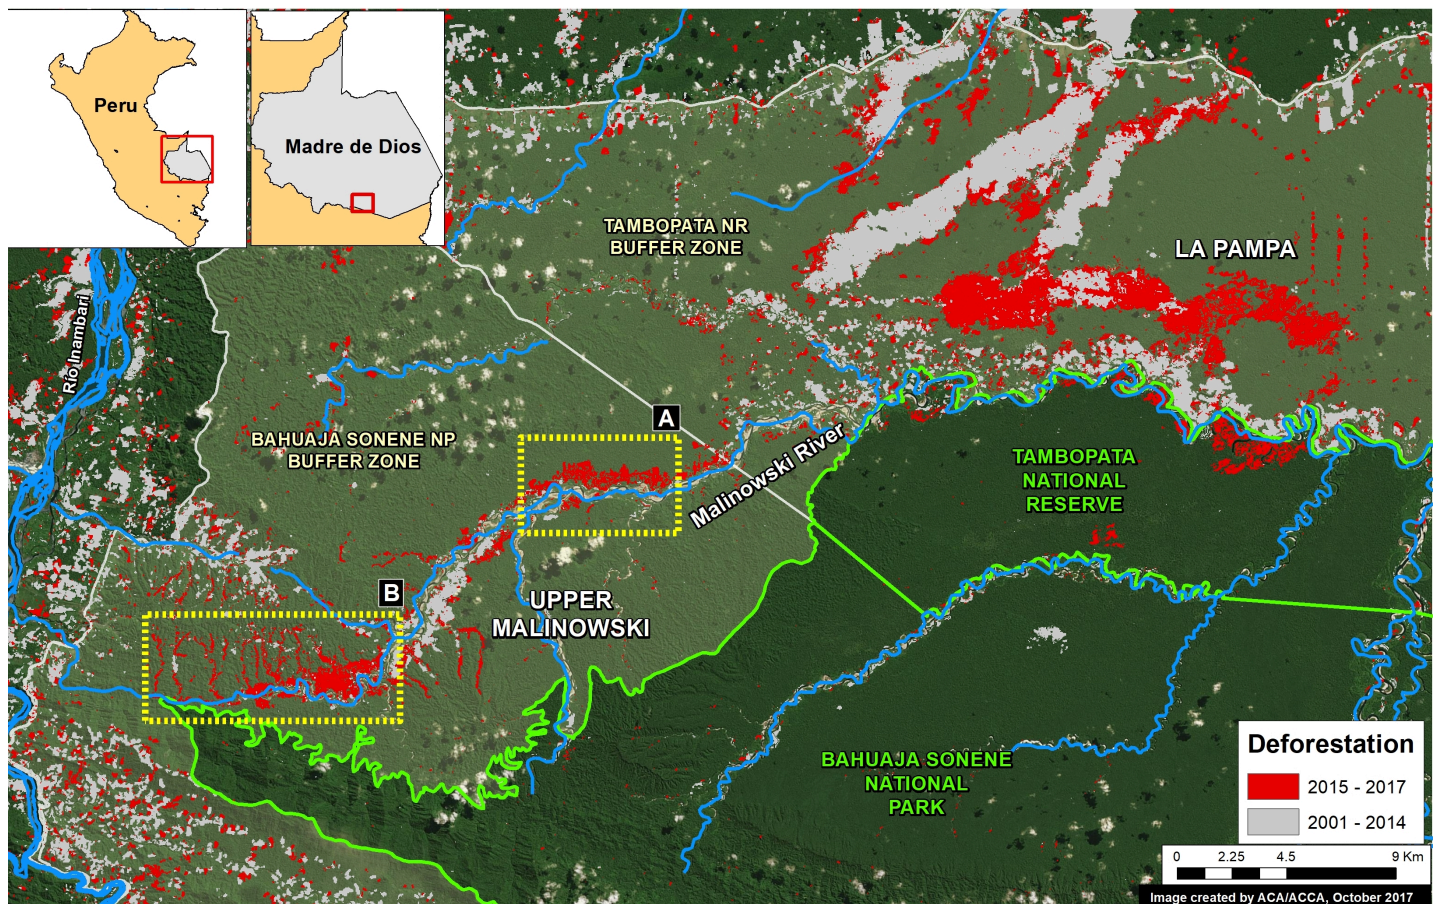 Peru
Madre de Dios
TAMBOPATA NR
BUFFER ZONE
LA PAMPA
Río Inambari
A
BAHUAJA SONENE NP
BUFFER ZONE
Malinowski River
TAMBOPATA
NATIONAL
RESERVE
B
UPPER
MALINOWSKI
BAHUAJA SONENE
NATIONAL
PARK
Deforestation
2015 - 2017
2001 - 2014
0 2.25 4.5 9 Km
Image created by ACA/ACCA, October 2017